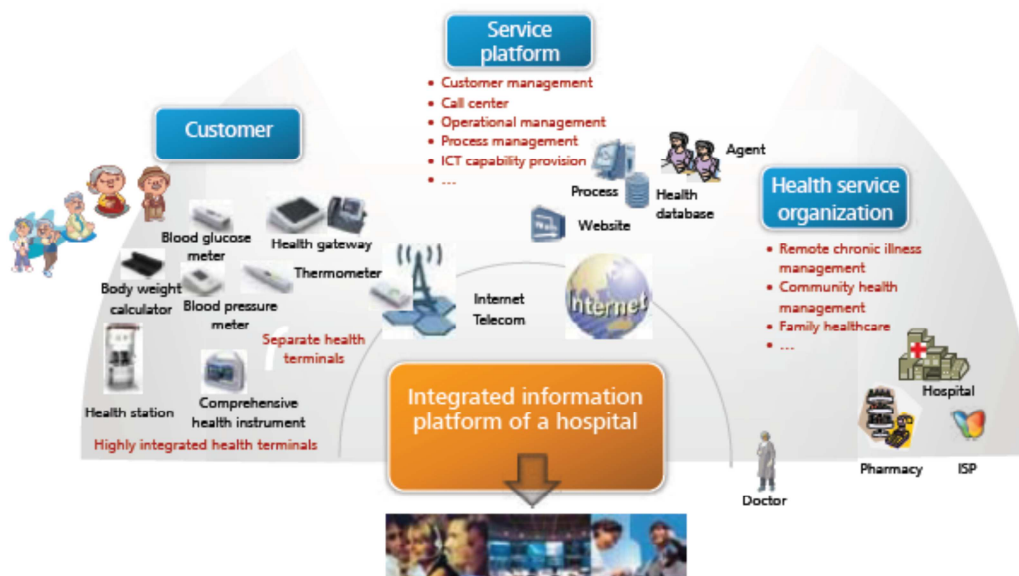 Service
platform
• Customer management
• Call center
• Operational management
• Process management
• ICT capability provision
• ...
Customer
Agent
Process
Health
database
Website
Health service
organization
• Remote chronic illness
management
• Community health
management
• Family healthcare
• ...
Blood glucose
meter
Health gateway
Body weight
calculator
Blood pressure
meter
Thermometer
Internet
Telecom
Internet
Separate health
terminals
Health station
Comprehensive
health instrument
Highly integrated health terminals
Integrated information
platform of a hospital
Hospital
Pharmacy
ISP
Doctor